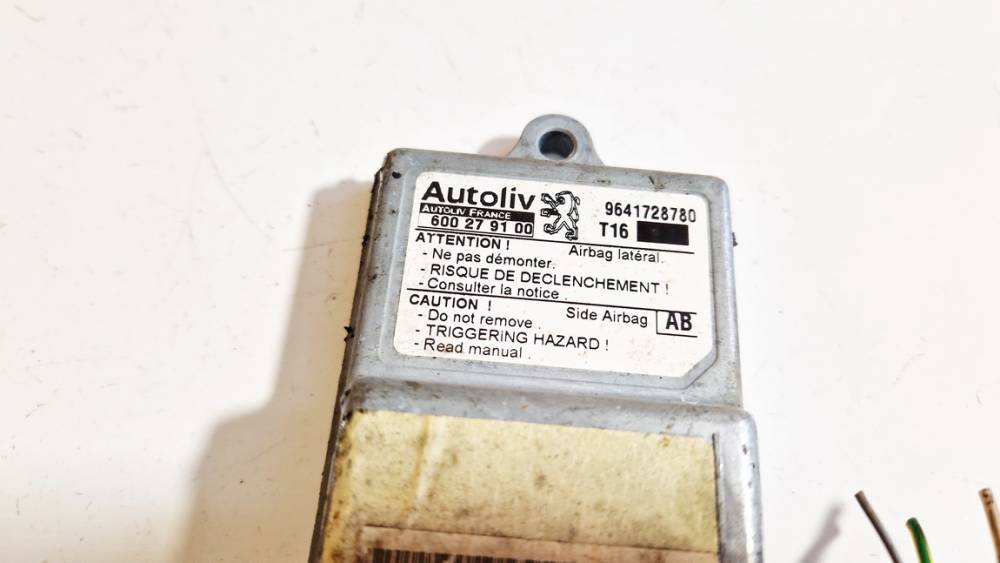 Autoliv
AUTOLIV FRANCE
600 27 91 00
9641728780
T16
ATTENTION ! Airbag latéral.
- Ne pas démonter.
- RISQUE DE DECLENCHEMENT !
- Consulter la notice .
CAUTION ! Side Airbag AB
- Do not remove .
- TRIGGERING HAZARD !
- Read manual .